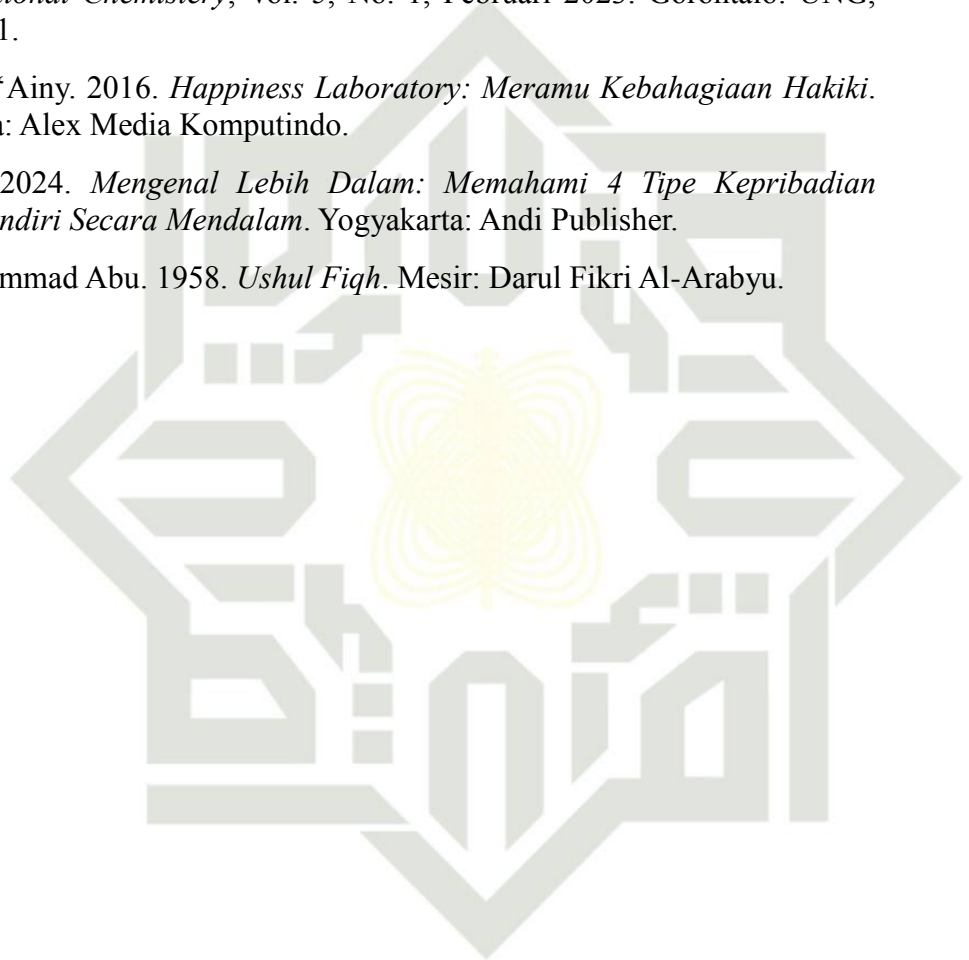 Chemistery, Vol. 5, No. 1, Februari 2023. Gorontalo: UNG,
1.
'Ainy. 2016. Happiness Laboratory: Meramu Kebahagiaan Hakiki.
a: Alex Media Komputindo.
2024. Mengenal Lebih Dalam: Memahami 4 Tipe Kepribadian
ndiri Secara Mendalam. Yogyakarta: Andi Publisher.
mmad Abu. 1958. Ushul Fiqh. Mesir: Darul Fikri Al-Arabyu.